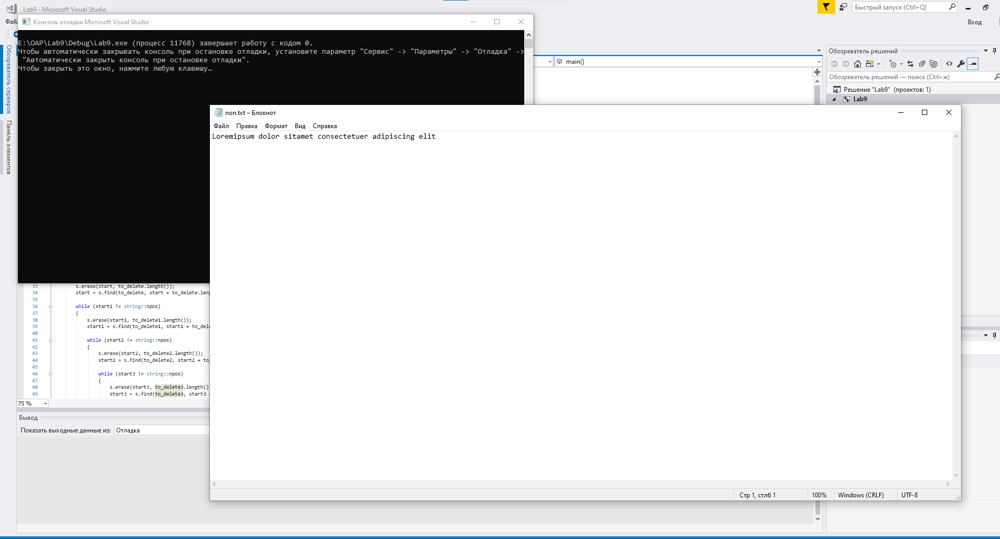 Lab9 - Microsoft Visual Studio
Быстрый запуск (Ctrl+Q)
Вход
Консоль отладки Microsoft Visual Studio
E:\OAP\Lab9\Debug\Lab9.exe (процесс 11768) завершает работу с кодом 0.
Чтобы автоматически закрывать консоль при остановке отладки, установите параметр "Сервис" -> "Параметры" -> "Отладка" ->
"Автоматически закрыть консоль при остановке отладки".
Чтобы закрыть это окно, нажмите любую клавишу…
Обозреватель серверов
Панель элементов
main()
Обозреватель решений
Обозреватель решений — поиск (Ctrl+ж)
Решение "Lab9" (проектов: 1)
Lab9
non.txt – Блокнот
Файл Правка Формат Вид Справка
Loremipsum dolor sitamet consectetuer adipiscing elit
33 s.erase(start, to_delete.length());
34 start = s.find(to_delete, start + to_delete.leng
35
36 while (start1 != string::npos)
37 {
38 s.erase(start1, to_delete1.length());
39 start1 = s.find(to_delete1, start1 + to_dele
40
41 while (start2 != string::npos)
42 {
43 s.erase(start2, to_delete2.length());
44 start2 = s.find(to_delete2, start2 + to_
45
46 while (start3 != string::npos)
47 {
48 s.erase(start3, to_delete3.length()
49 start3 = s.find(to_delete3, start3
75 %
Вывод
Показать выходные данные из: Отладка
Стр 1, стлб 1 100% Windows (CRLF) UTF-8